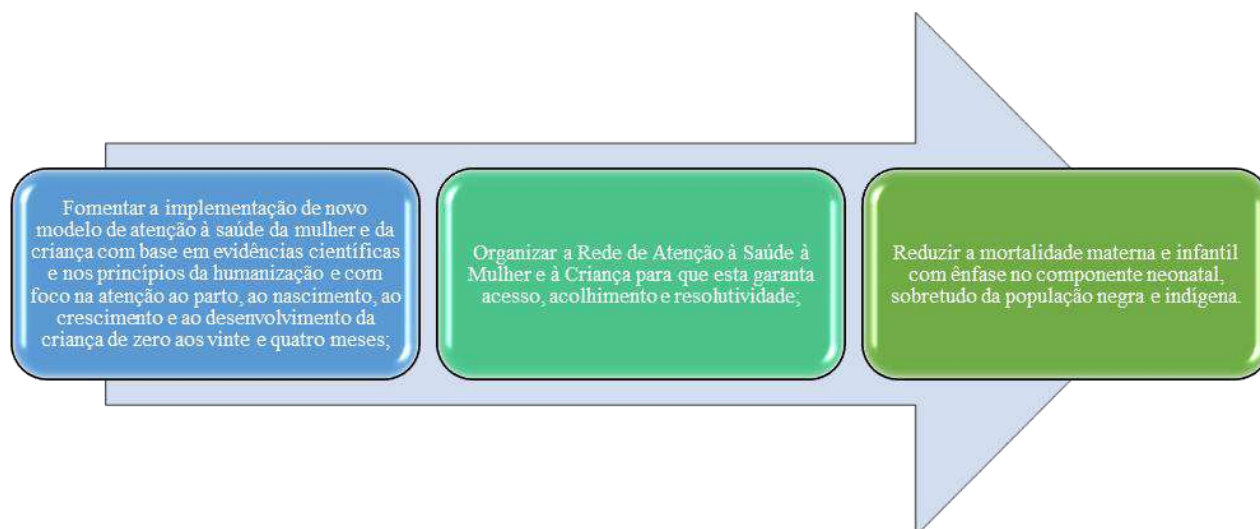 Fomentar a implementação de novo
modelo de atenção à saúde da mulher e da
criança com base em evidências científicas
e nos princípios da humanização e com
foco na atenção ao parto, ao nascimento, ao
crescimento e ao desenvolvimento da
criança de zero aos vinte e quatro meses;
Organizar a Rede de Atenção à Saúde à
Mulher e à Criança para que esta garanta
acesso, acolhimento e resolutividade;
Reduzir a mortalidade materna e infantil
com ênfase no componente neonatal,
sobretudo da população negra e indígena.